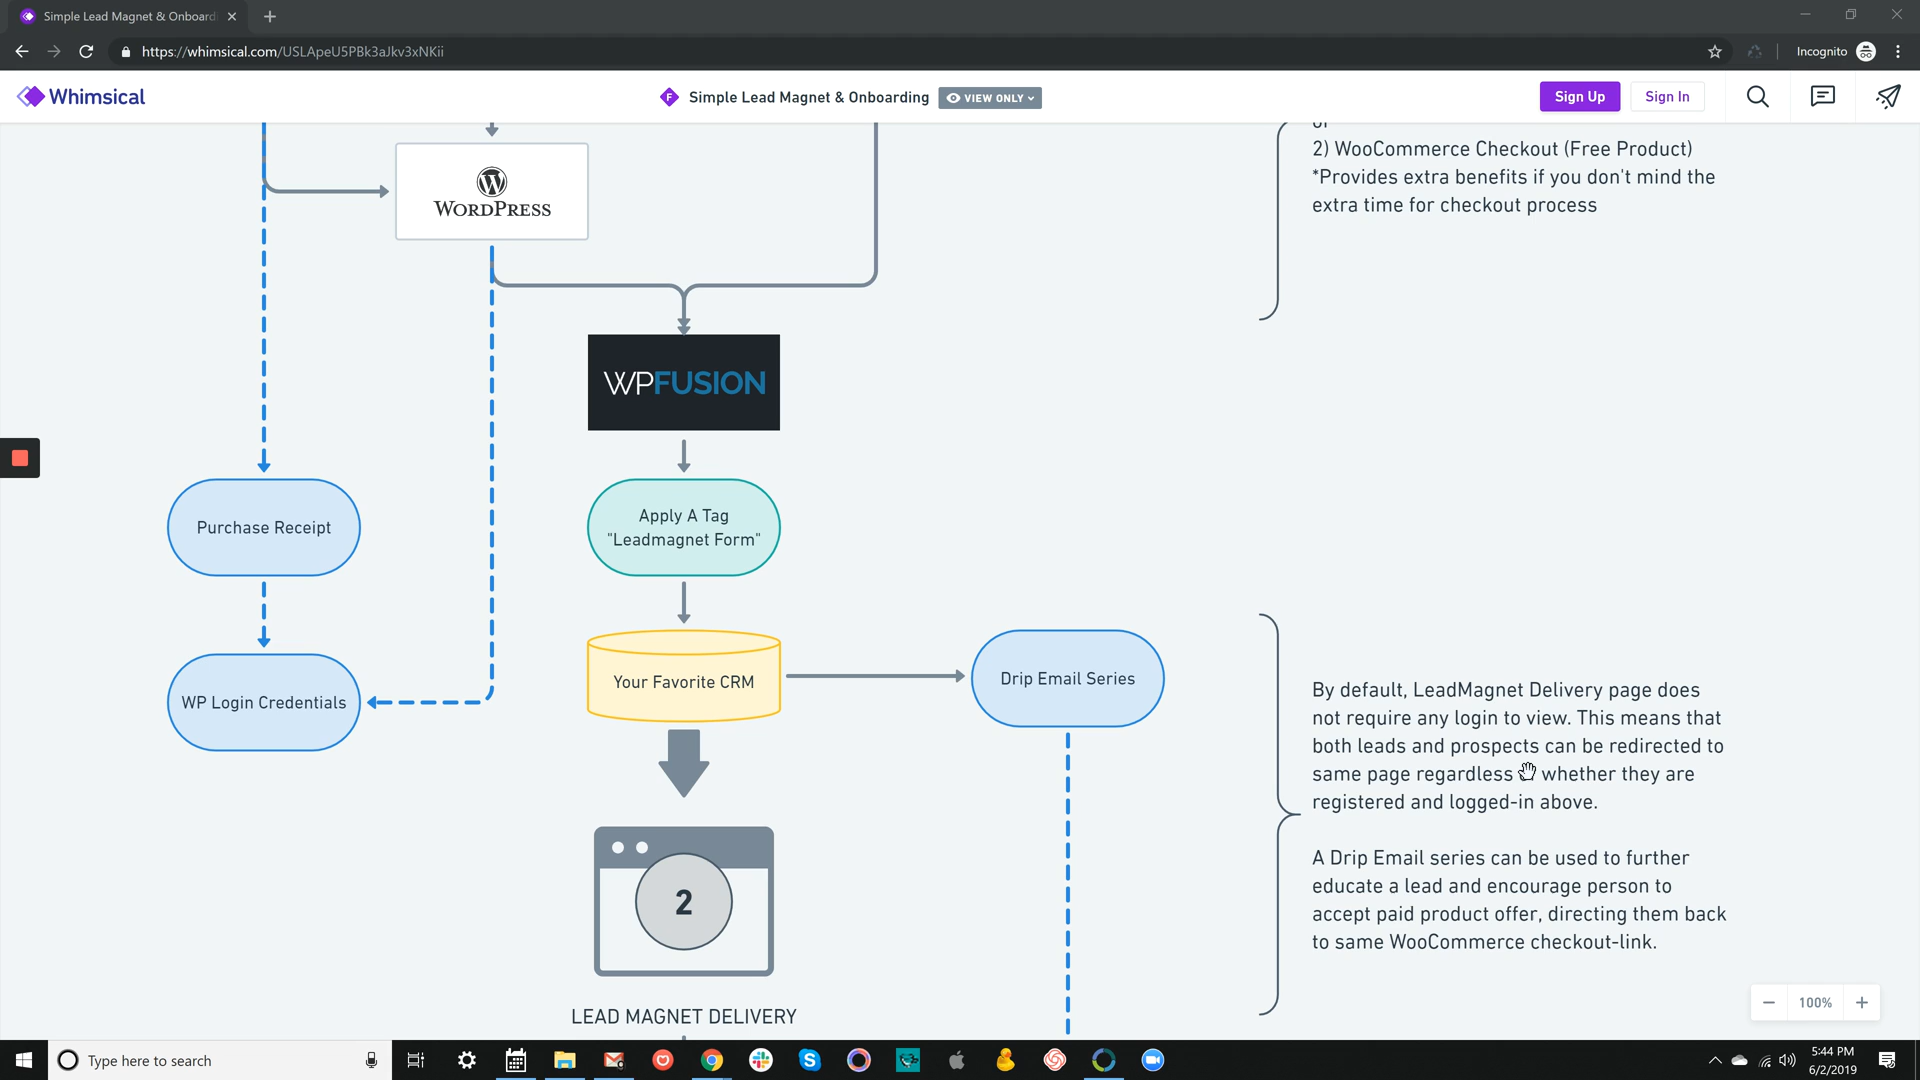 Simple Lead Magnet & Onboard
https://whimsical.com/USLApeU5PBk3aJkv3xNKii
Incognito
Whimsical
F
Simple Lead Magnet & Onboarding
VIEW ONLY
Sign Up
Sign In
or
2) WooCommerce Checkout (Free Product)
*Provides extra benefits if you don't mind the
extra time for checkout process
WORDPRESS
WPFUSION
Purchase Receipt
Apply A Tag
"Leadmagnet Form"
WP Login Credentials
Your Favorite CRM
Drip Email Series
By default, LeadMagnet Delivery page does
not require any login to view. This means that
both leads and prospects can be redirected to
same page regardless whether they are
registered and logged-in above.
A Drip Email series can be used to further
educate a lead and encourage person to
accept paid product offer, directing them back
to same WooCommerce checkout-link.
2
LEAD MAGNET DELIVERY
100%
Type here to search
5:44 PM
6/2/2019